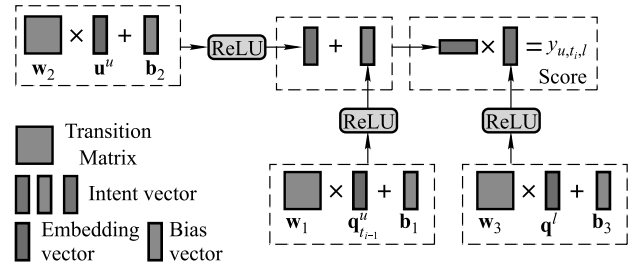 w₂ × uᵘ + b₂
ReLU
+
× = y_{u,t_i,l}
Score
ReLU
ReLU
w₁ × q^u_{t_{i−1}} + b₁
w₃ × q^l + b₃
Transition
Matrix
Intent vector
Embedding
vector
Bias
vector